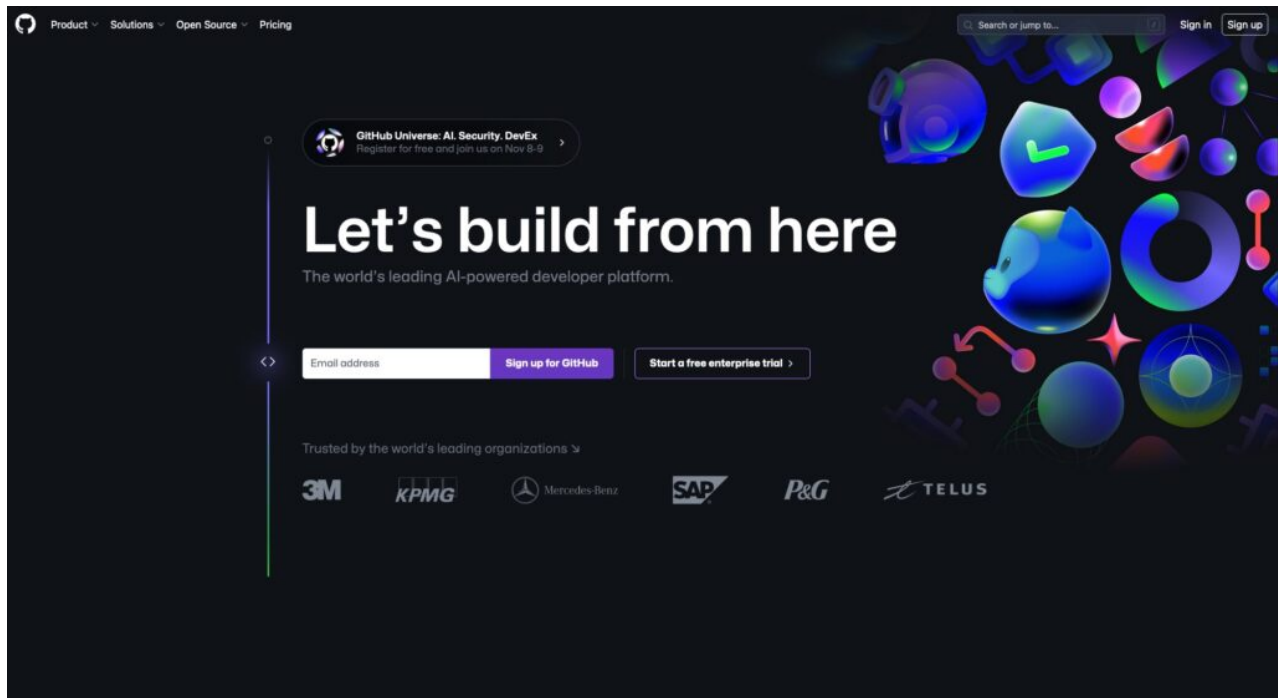 Product Solutions Open Source Pricing Search or jump to... / Sign in Sign up
GitHub Universe: AI. Security. DevEx
Register for free and join us on Nov 8-9
Let's build from here
The world's leading AI-powered developer platform.
Email address Sign up for GitHub Start a free enterprise trial
Trusted by the world's leading organizations
3M KPMG Mercedes-Benz SAP P&G TELUS